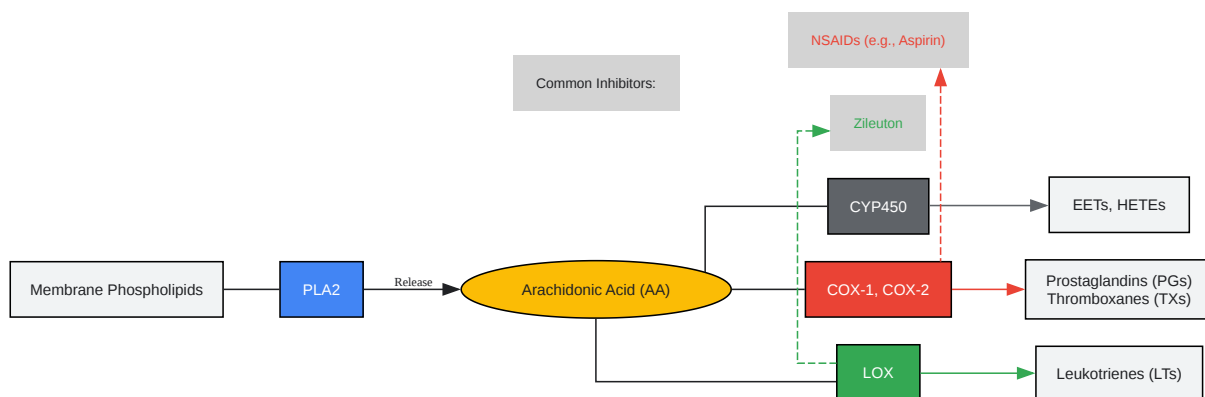 NSAIDs (e.g., Aspirin)
Common Inhibitors:
Zileuton
CYP450
EETs, HETEs
Membrane Phospholipids
PLA2
Release
Arachidonic Acid (AA)
COX-1, COX-2
Prostaglandins (PGs)
Thromboxanes (TXs)
LOX
Leukotrienes (LTs)